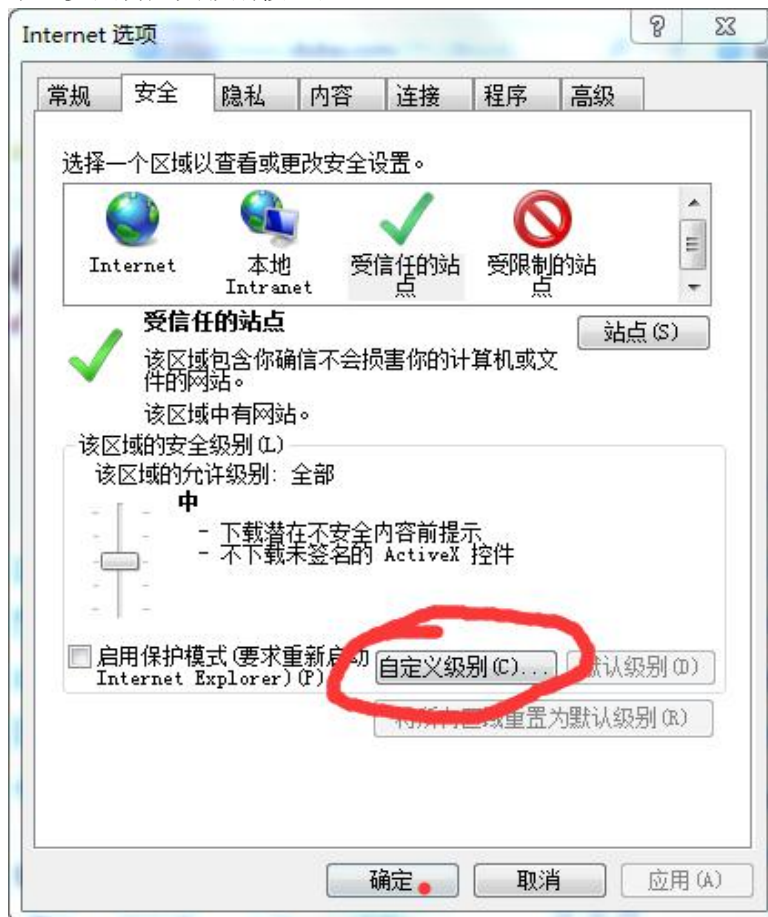 Internet 选项
常规 安全 隐私 内容 连接 程序 高级
选择一个区域以查看或更改安全设置。
Internet 本地 受信任的站 受限制的站
Intranet 点 点
受信任的站点
站点(S)
该区域包含你确信不会损害你的计算机或文
件的网站。
该区域中有网站。
该区域的安全级别(L)
该区域的允许级别: 全部
中
- 下载潜在不安全内容前提示
- 不下载未签名的 ActiveX 控件
启用保护模式(要求重新启动
Internet Explorer)(P)
自定义级别(C)... 默认级别(D)
将所有区域重置为默认级别(R)
确定 取消 应用(A)